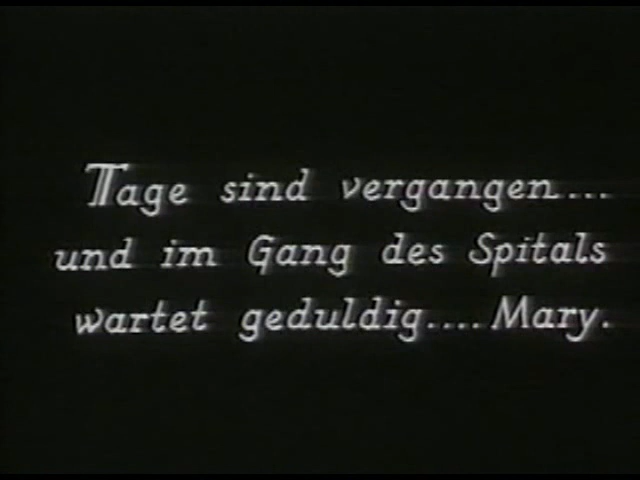 Tage sind vergangen...
und im Gang des Spitals
wartet geduldig.... Mary.